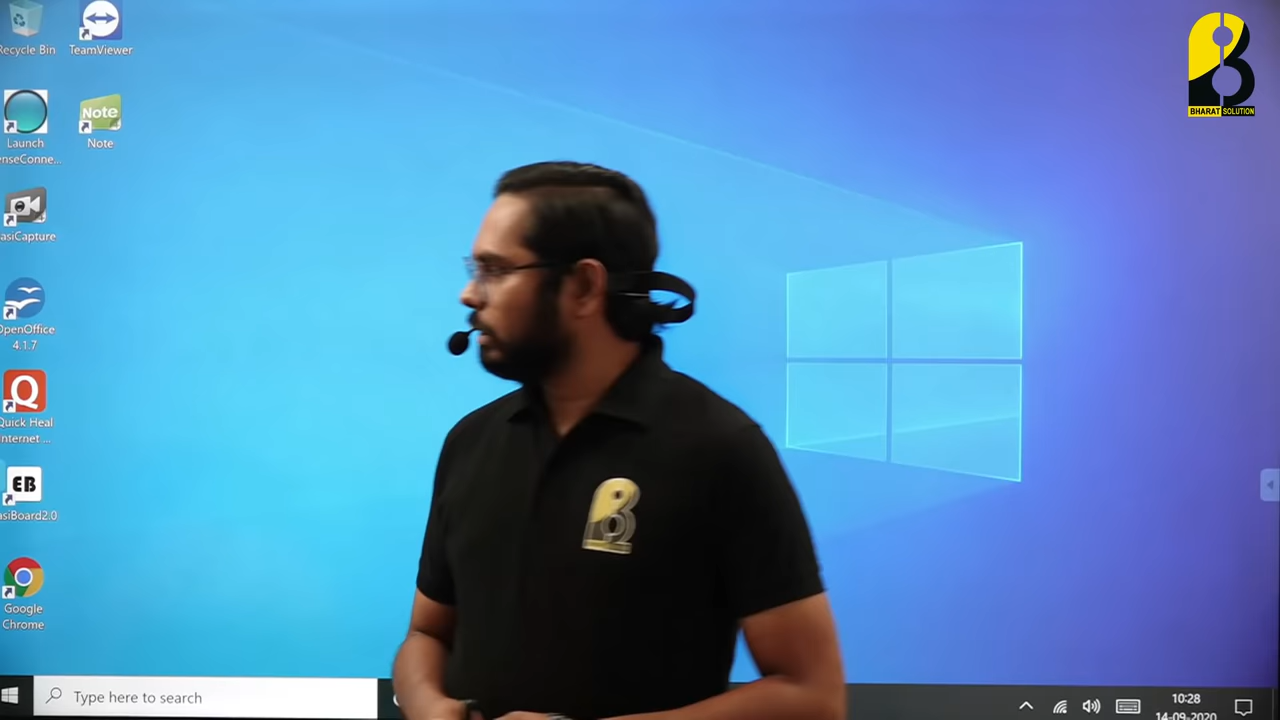 Recycle Bin
TeamViewer
Launch
enseConne...
Note
Note
asiCapture
OpenOffice
4.1.7
Quick Heal
Internet ...
EB
asiBoard2.0
Google
Chrome
BHARAT SOLUTION
Type here to search
10:28
14-09-2020